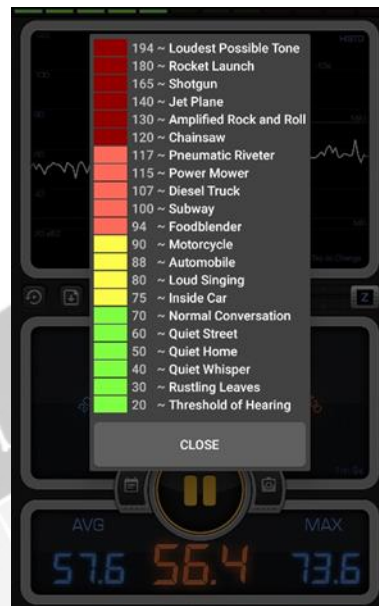 HISTO
194 ~ Loudest Possible Tone
180 ~ Rocket Launch
165 ~ Shotgun
140 ~ Jet Plane
130 ~ Amplified Rock and Roll
120 ~ Chainsaw
117 ~ Pneumatic Riveter
115 ~ Power Mower
107 ~ Diesel Truck
100 ~ Subway
94 ~ Foodblender
90 ~ Motorcycle
88 ~ Automobile
80 ~ Loud Singing
75 ~ Inside Car
70 ~ Normal Conversation
60 ~ Quiet Street
50 ~ Quiet Home
40 ~ Quiet Whisper
30 ~ Rustling Leaves
20 ~ Threshold of Hearing
Z
CLOSE
AVG
MAX
57.6 56.4 73.6